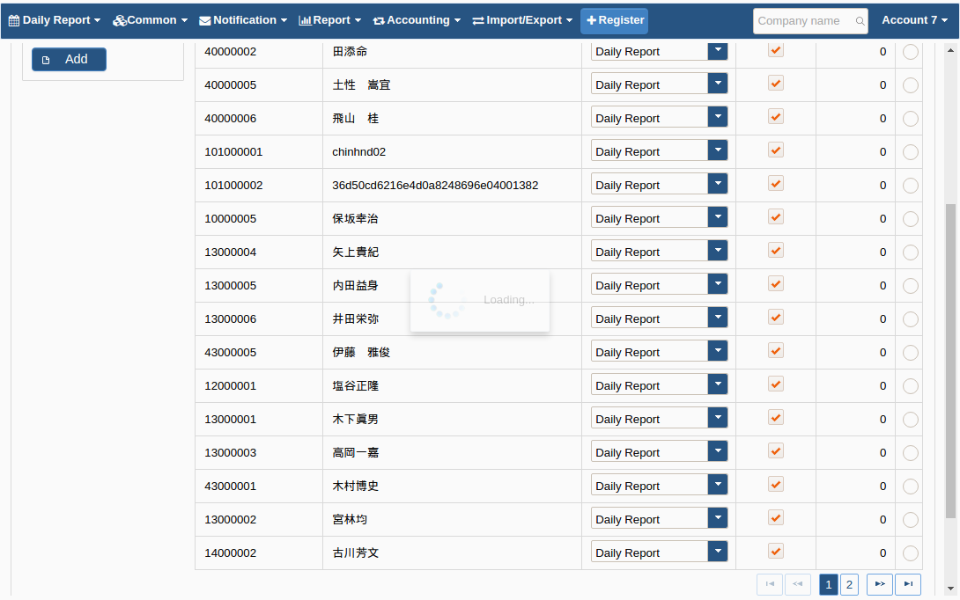 Daily Report Common Notification Report Accounting Import/Export Register Company name Account 7
Add
40000002 田添命 Daily Report 0
40000005 土性　嵩宜 Daily Report 0
40000006 飛山　桂 Daily Report 0
101000001 chinhnd02 Daily Report 0
101000002 36d50cd6216e4d0a8248696e04001382 Daily Report 0
10000005 保坂幸治 Daily Report 0
13000004 矢上貴紀 Daily Report 0
13000005 内田益身 Daily Report 0
Loading...
13000006 井田栄弥 Daily Report 0
43000005 伊藤　雅俊 Daily Report 0
12000001 塩谷正隆 Daily Report 0
13000001 木下眞男 Daily Report 0
13000003 高岡一嘉 Daily Report 0
43000001 木村博史 Daily Report 0
13000002 宮林均 Daily Report 0
14000002 古川芳文 Daily Report 0
1 2